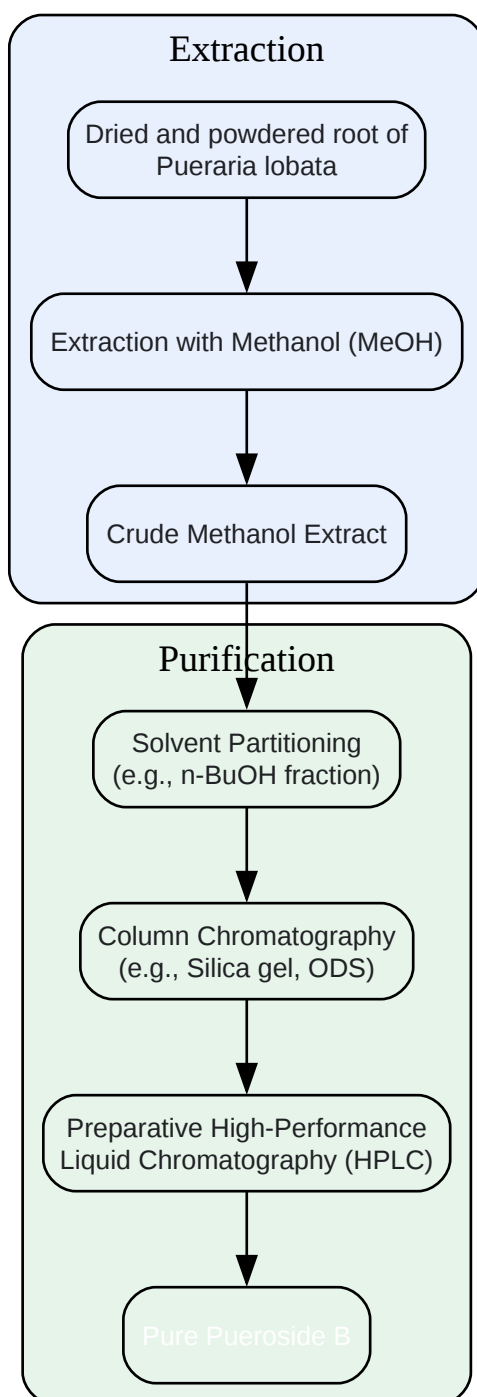 Extraction
Dried and powdered root of
Pueraria lobata
Extraction with Methanol (MeOH)
Crude Methanol Extract
Purification
Solvent Partitioning
(e.g., n-BuOH fraction)
Column Chromatography
(e.g., Silica gel, ODS)
Preparative High-Performance
Liquid Chromatography (HPLC)
Pure Pueroside B